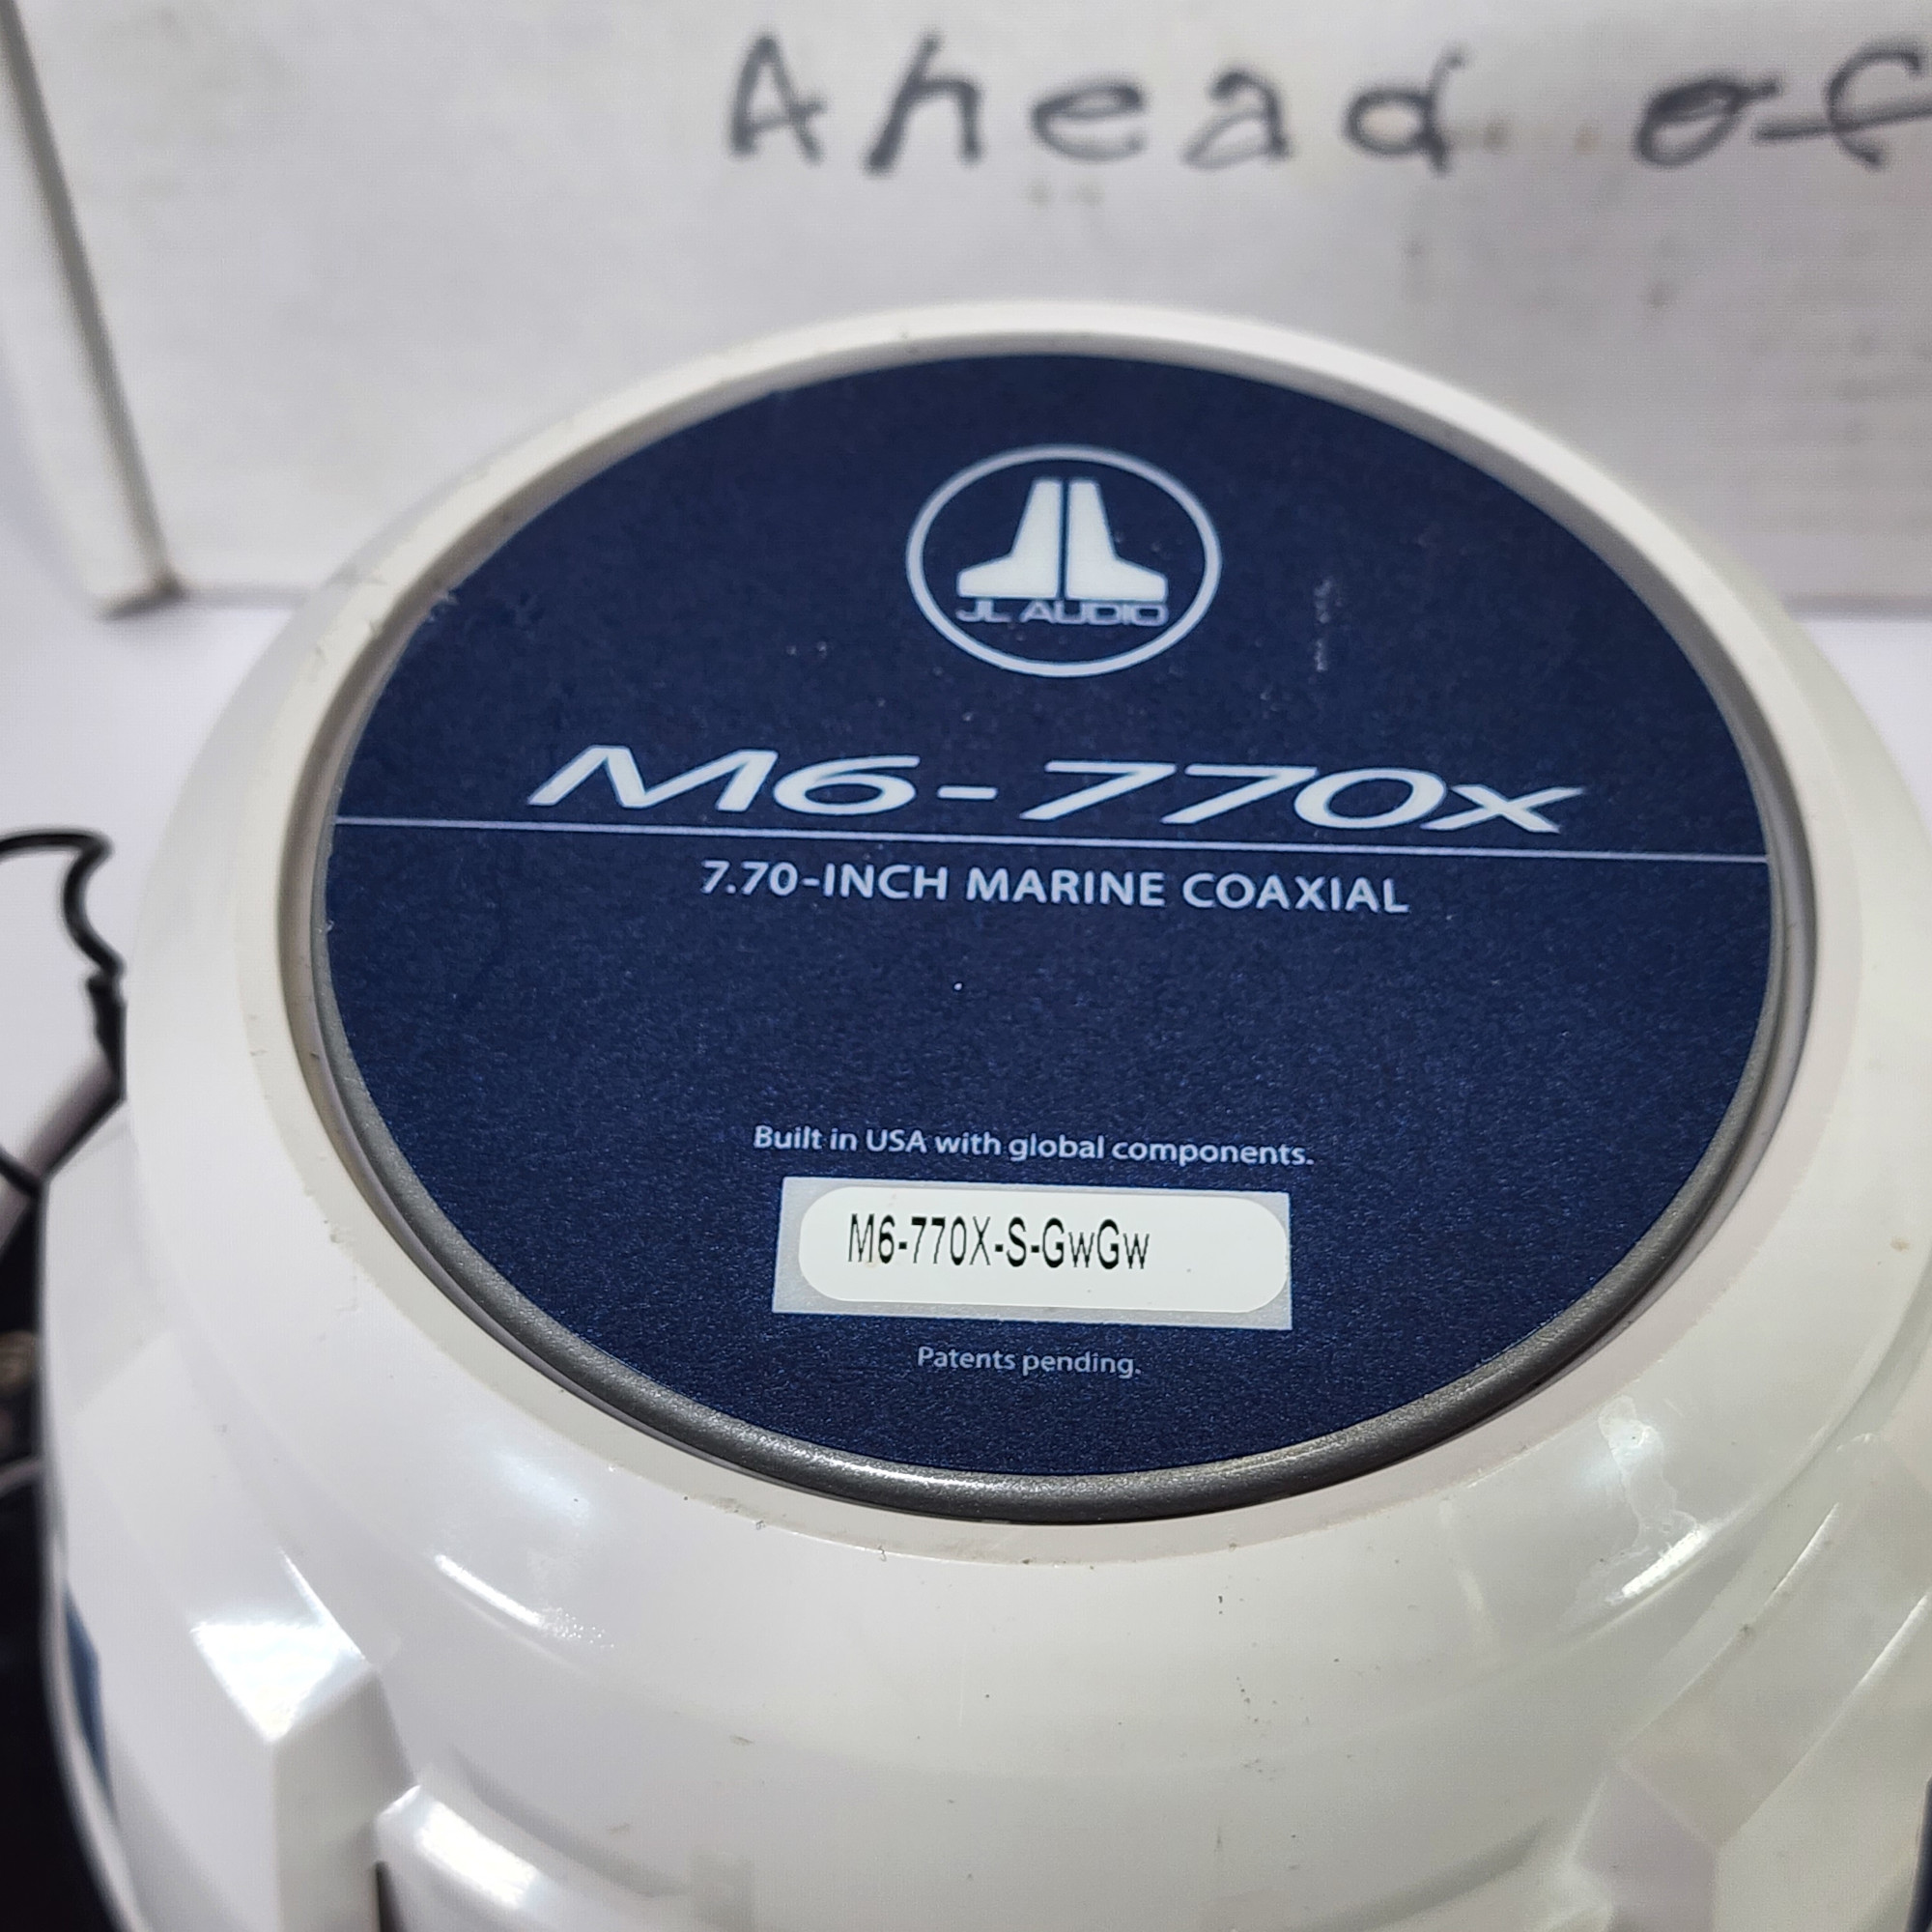 Ahead of
JL AUDIO
M6-770x
7.70-INCH MARINE COAXIAL
Built in USA with global components.
M6-770X-S-GwGw
Patents pending.